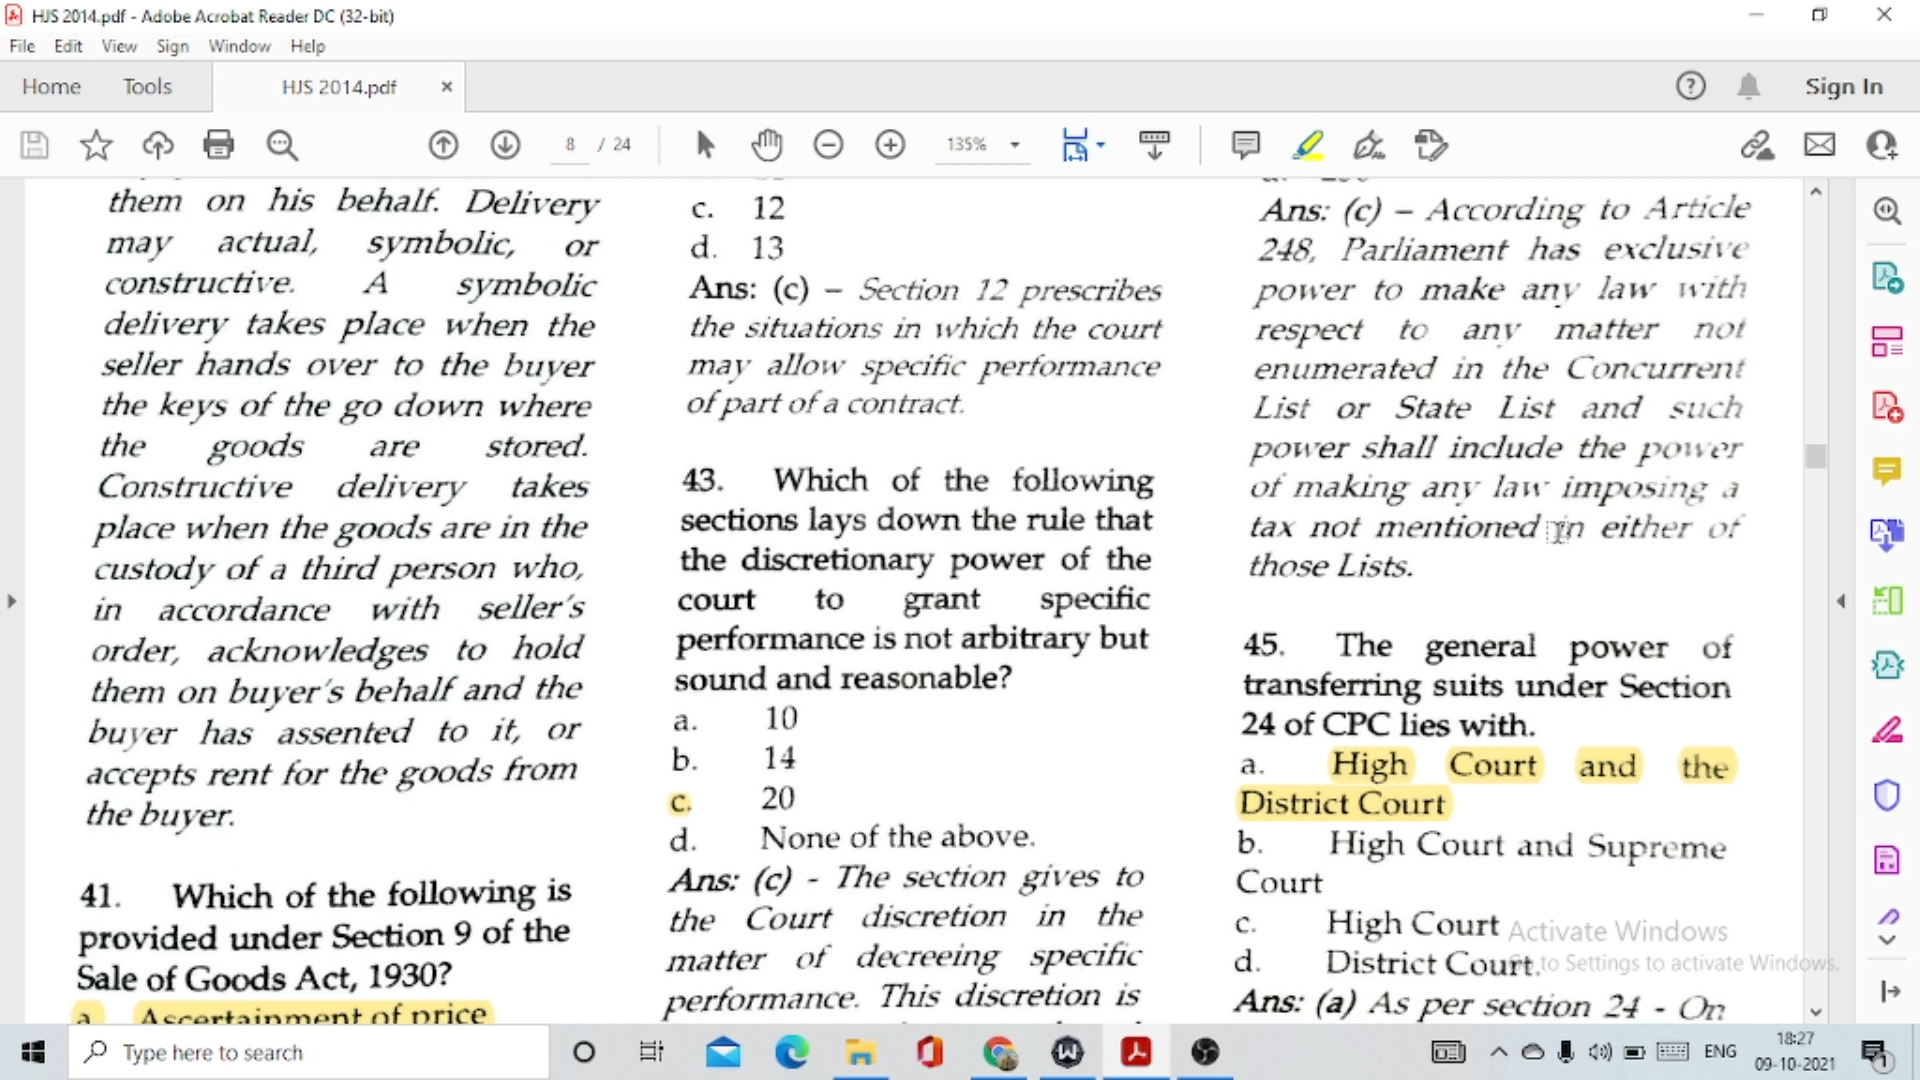 HJS 2014.pdf - Adobe Acrobat Reader DC (32-bit)
File Edit View Sign Window Help
Home Tools HJS 2014.pdf × Sign In
8 / 24 135%
them on his behalf. Delivery
may actual, symbolic, or
constructive. A symbolic
delivery takes place when the
seller hands over to the buyer
the keys of the go down where
the goods are stored.
Constructive delivery takes
place when the goods are in the
custody of a third person who,
in accordance with seller's
order, acknowledges to hold
them on buyer's behalf and the
buyer has assented to it, or
accepts rent for the goods from
the buyer.
41. Which of the following is
provided under Section 9 of the
Sale of Goods Act, 1930?
a. Ascertainment of price
c. 12
d. 13
Ans: (c) – Section 12 prescribes
the situations in which the court
may allow specific performance
of part of a contract.
43. Which of the following
sections lays down the rule that
the discretionary power of the
court to grant specific
performance is not arbitrary but
sound and reasonable?
a. 10
b. 14
c. 20
d. None of the above.
Ans: (c) - The section gives to
the Court discretion in the
matter of decreeing specific
performance. This discretion is
Ans: (c) – According to Article
248, Parliament has exclusive
power to make any law with
respect to any matter not
enumerated in the Concurrent
List or State List and such
power shall include the power
of making any law imposing a
tax not mentioned in either of
those Lists.
45. The general power of
transferring suits under Section
24 of CPC lies with.
a. High Court and the
District Court
b. High Court and Supreme
Court
c. High Court
d. District Court.
Ans: (a) As per section 24 - On
Activate Windows
to Settings to activate Windows.
Type here to search
ENG
18:27
09-10-2021
1